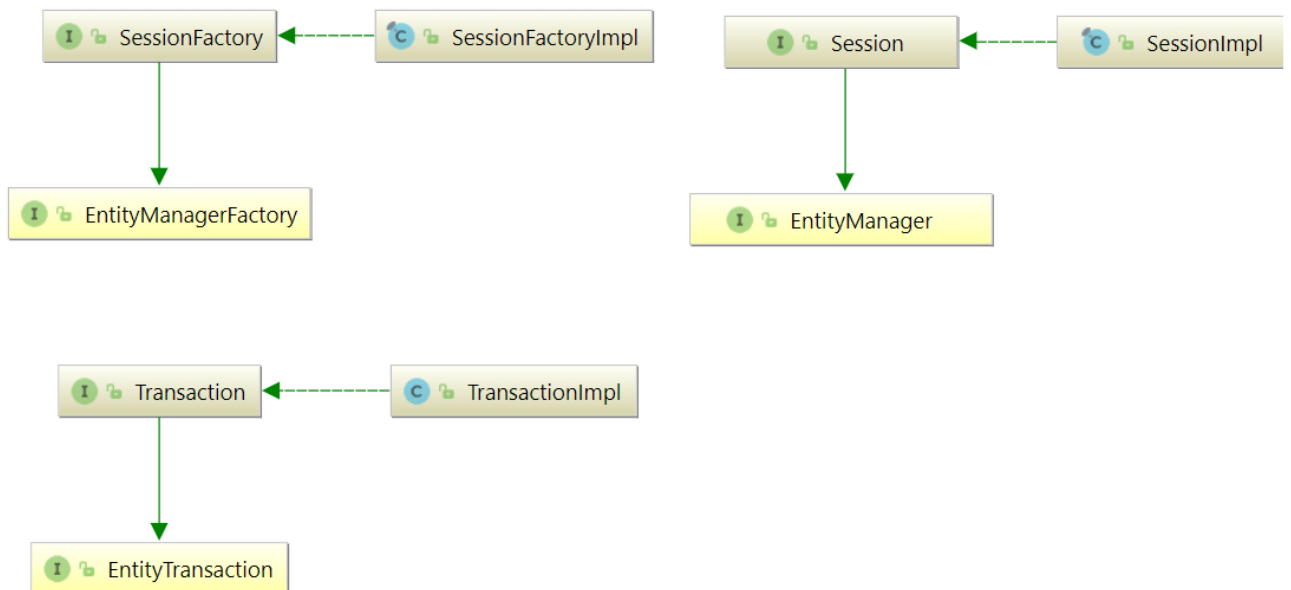 I SessionFactory
C SessionFactoryImpl
I Session
C SessionImpl
I EntityManagerFactory
I EntityManager
I Transaction
C TransactionImpl
I EntityTransaction